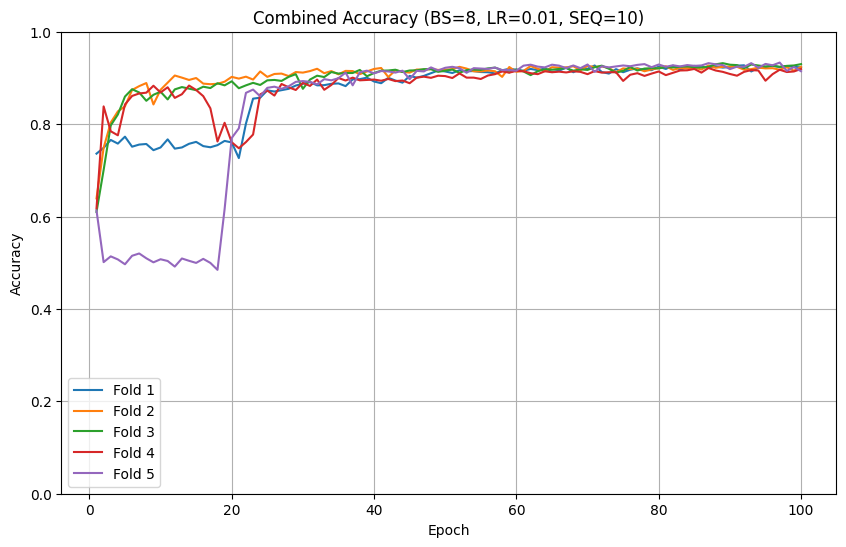 Combined Accuracy (BS=8, LR=0.01, SEQ=10)
1.0
0.8
0.6
0.4
0.2
0.0
Accuracy
Fold 1
Fold 2
Fold 3
Fold 4
Fold 5
0 20 40 60 80 100
Epoch